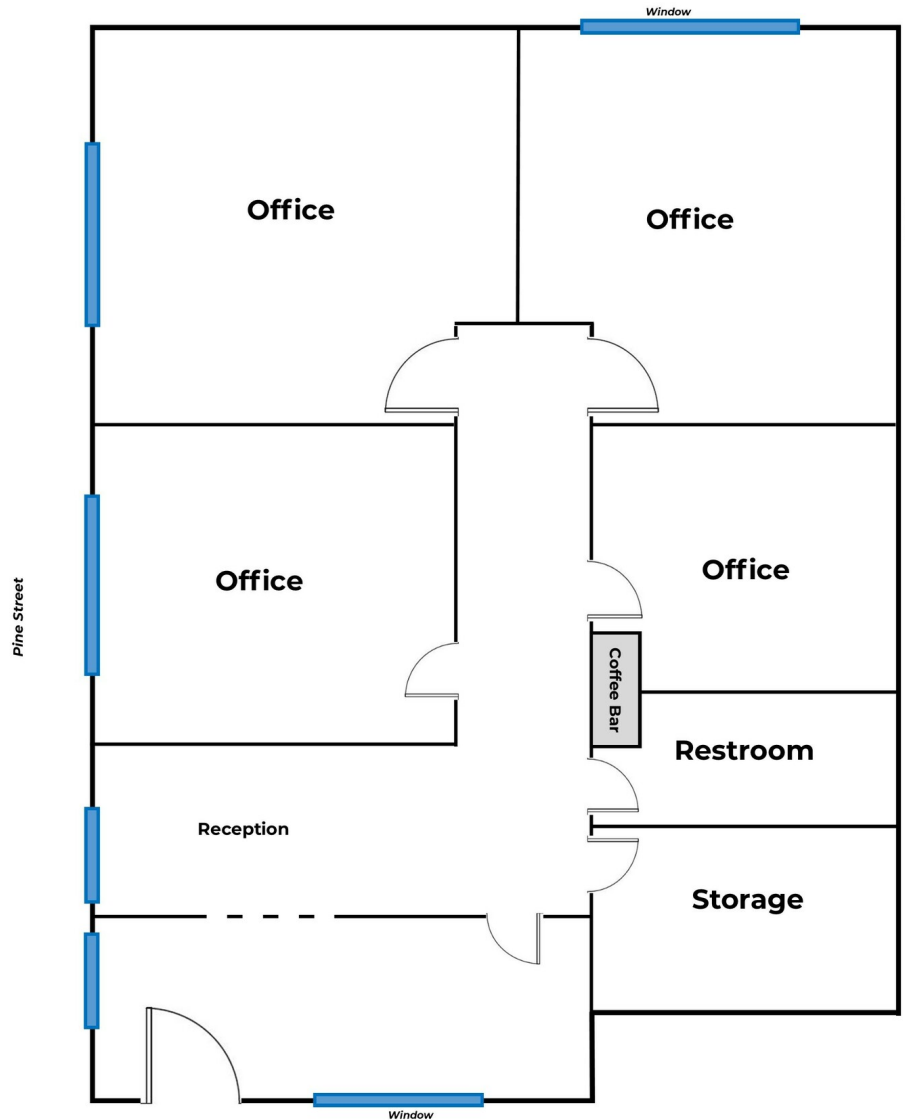 Window
Office
Office
Pine Street
Office
Office
Coffee Bar
Restroom
Reception
Storage
Window